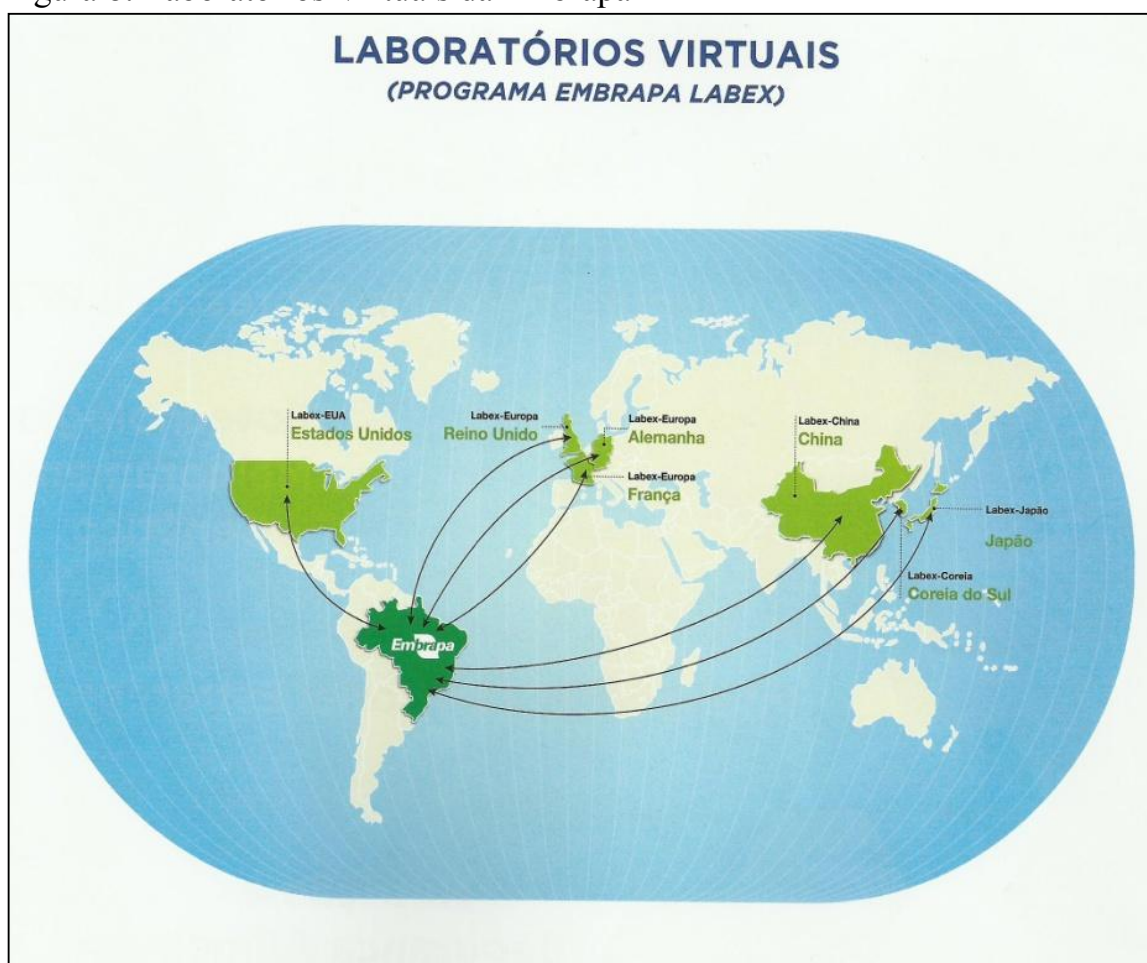 LABORATÓRIOS VIRTUAIS
(PROGRAMA EMBRAPA LABEX)
Labex-EUA
Estados Unidos
Labex-Europa
Reino Unido
Labex-Europa
Alemanha
Labex-Europa
França
Labex-China
China
Labex-Japão
Japão
Labex-Coreia
Coreia do Sul
Embrapa